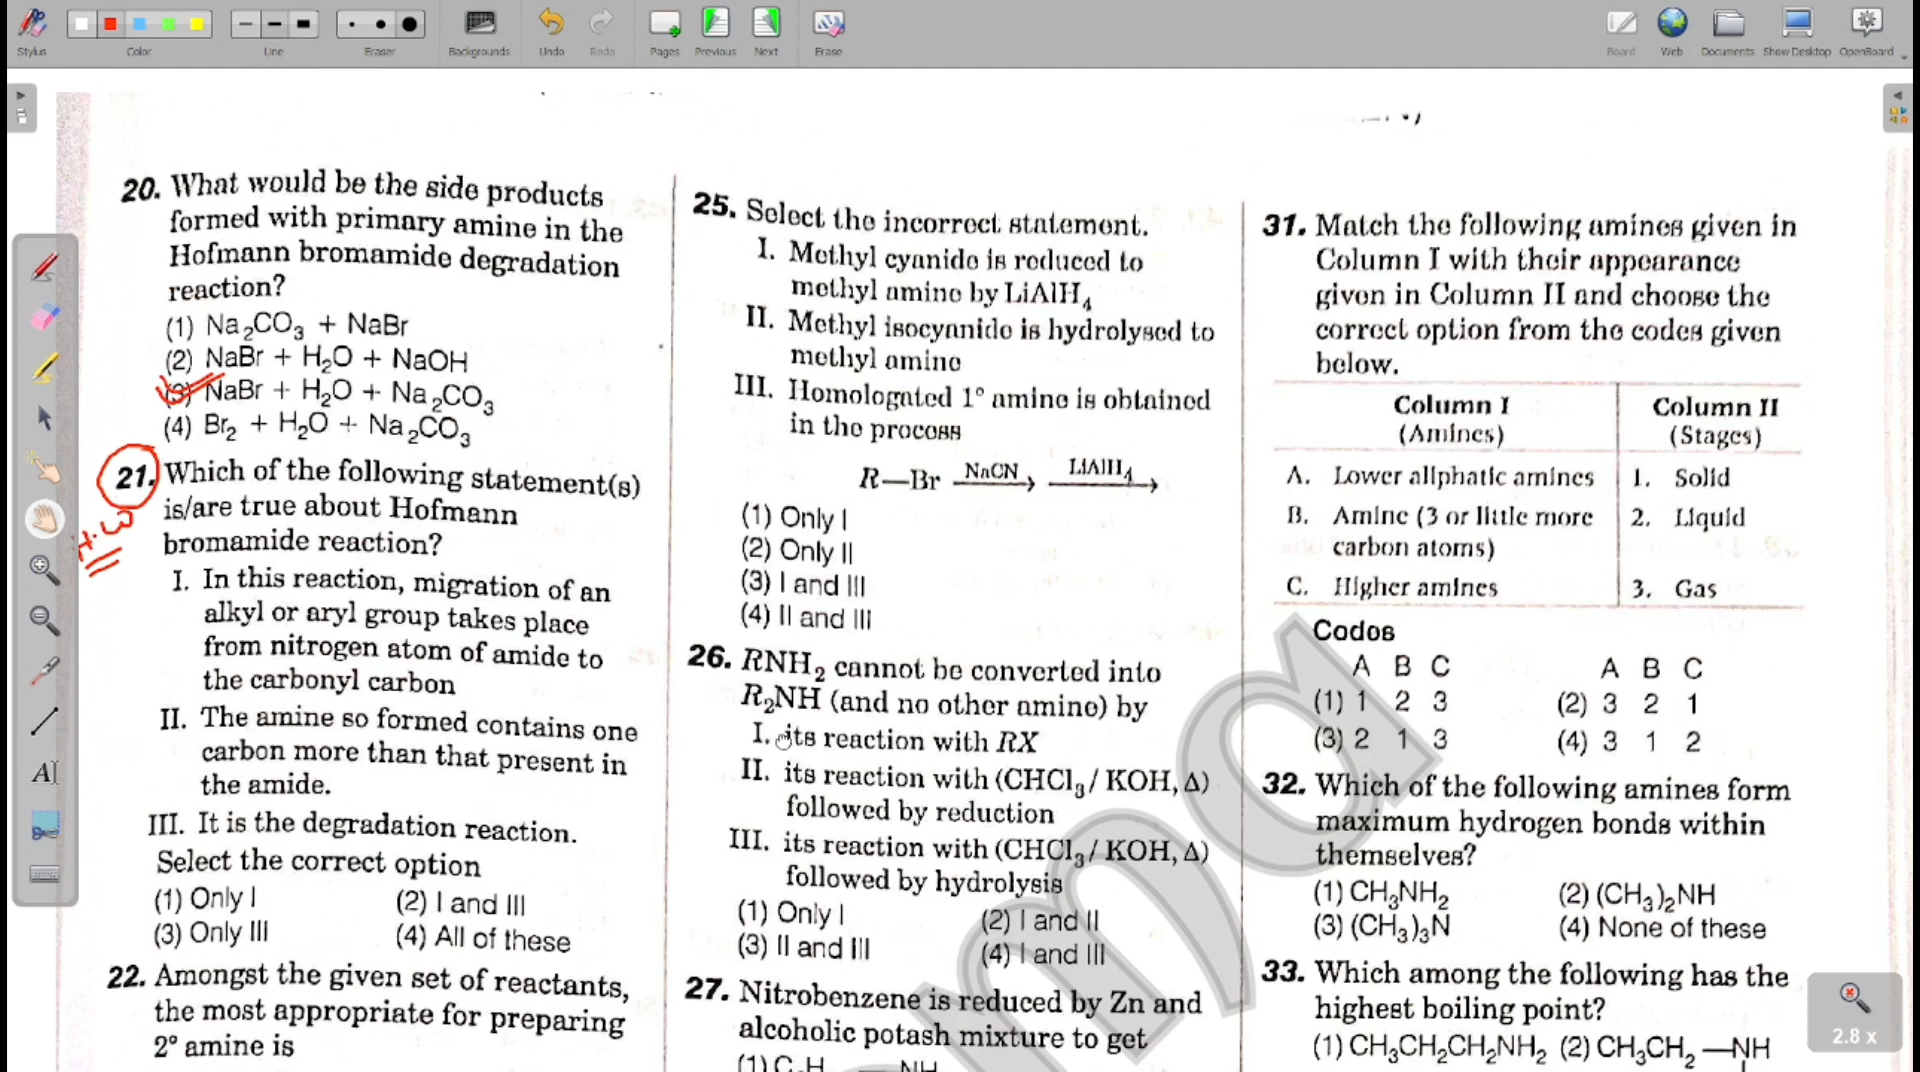 Stylus
Color
Line
Eraser
Backgrounds
Undo
Redo
Pages
Previous
Next
Erase
Board
Web
Documents
Show Desktop
OpenBoard
20. What would be the side products
formed with primary amine in the
Hofmann bromamide degradation
reaction?
(1) Na₂CO₃ + NaBr
(2) NaBr + H₂O + NaOH
(3) NaBr + H₂O + Na₂CO₃
(4) Br₂ + H₂O + Na₂CO₃
21. Which of the following statement(s)
is/are true about Hofmann
bromamide reaction?
H.W
I. In this reaction, migration of an
alkyl or aryl group takes place
from nitrogen atom of amide to
the carbonyl carbon
II. The amine so formed contains one
carbon more than that present in
the amide.
III. It is the degradation reaction.
Select the correct option
(1) Only I (2) I and III
(3) Only III (4) All of these
22. Amongst the given set of reactants,
the most appropriate for preparing
2° amine is
25. Select the incorrect statement.
I. Methyl cyanide is reduced to
methyl amine by LiAlH₄
II. Methyl isocyanide is hydrolysed to
methyl amine
III. Homologated 1° amine is obtained
in the process
R—Br NaCN LiAlH₄
(1) Only I
(2) Only II
(3) I and III
(4) II and III
26. RNH₂ cannot be converted into
R₂NH (and no other amine) by
I. its reaction with RX
II. its reaction with (CHCl₃/KOH, Δ)
followed by reduction
III. its reaction with (CHCl₃/KOH, Δ)
followed by hydrolysis
(1) Only I (2) I and II
(3) II and III (4) I and III
27. Nitrobenzene is reduced by Zn and
alcoholic potash mixture to get
31. Match the following amines given in
Column I with their appearance
given in Column II and choose the
correct option from the codes given
below.
Column I Column II
(Amines) (Stages)
A. Lower aliphatic amines 1. Solid
B. Amine (3 or little more 2. Liquid
carbon atoms)
C. Higher amines 3. Gas
Codes
A B C A B C
(1) 1 2 3 (2) 3 2 1
(3) 2 1 3 (4) 3 1 2
32. Which of the following amines form
maximum hydrogen bonds within
themselves?
(1) CH₃NH₂ (2) (CH₃)₂NH
(3) (CH₃)₃N (4) None of these
33. Which among the following has the
highest boiling point?
(1) CH₃CH₂CH₂NH₂ (2) CH₃CH₂—NH
2.8 x